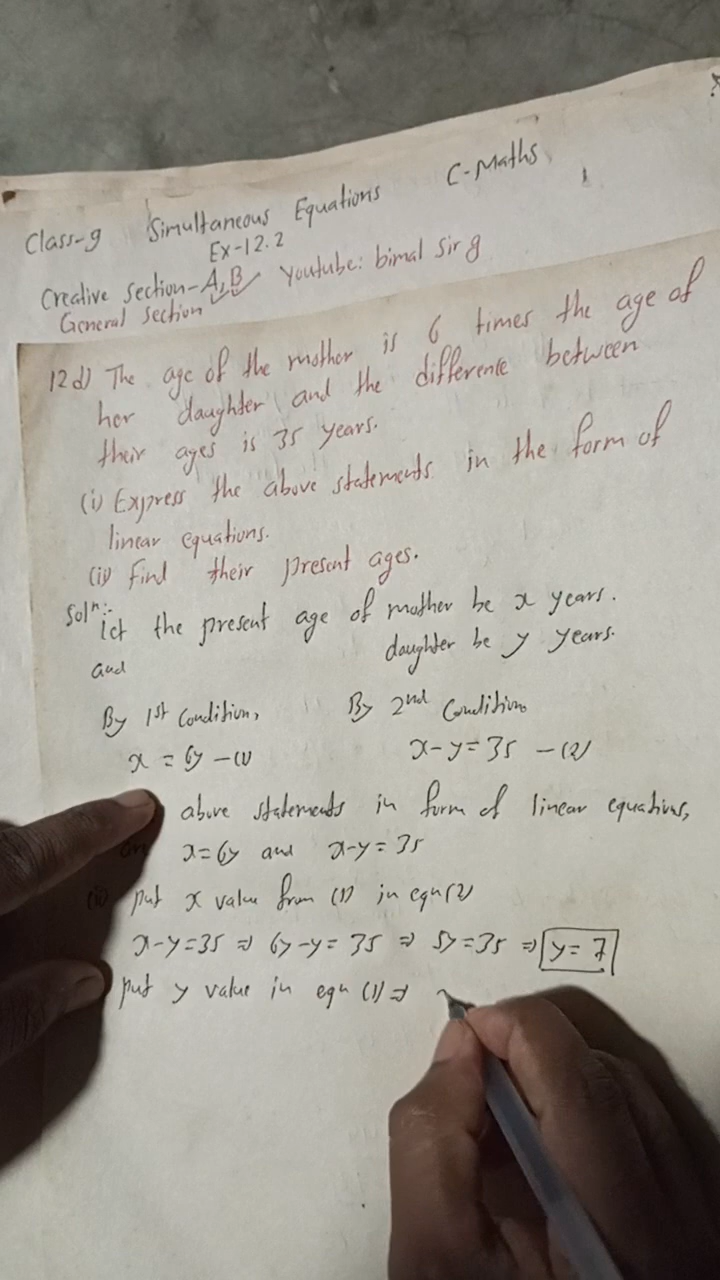 C-Maths
Class-9 Simultaneous Equations
Ex-12.2
Creative section-A,B Youtube: bimal Sir g
General section
12d) The age of the mother is 6 times the age of
her daughter and the difference between
their ages is 35 years.
(i) Express the above statements in the form of
linear equations.
(ii) Find their present ages.
Solⁿ:-
let the present age of mother be x years.
and daughter be y years.
By 1st Condition, By 2nd Condition,
x = 6y -(1) x-y=35 -(2)
above statements in form of linear equations,
are x=6y and x-y=35
(ii) put x value from (1) in eqn(2)
x-y=35 ⇒ 6y-y=35 ⇒ 5y=35 ⇒ y=7
put y value in eqn (1) ⇒